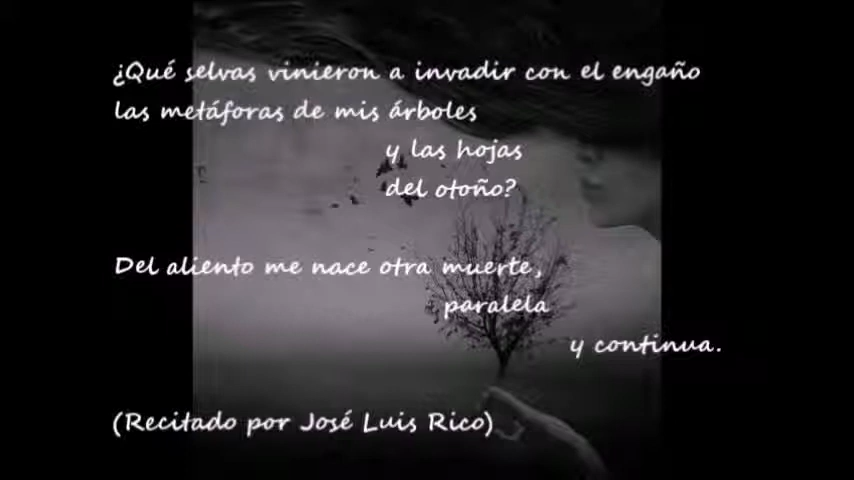 ¿Qué selvas vinieron a invadir con el engaño
las metáforas de mis árboles
y las hojas
del otoño?
Del aliento me nace otra muerte,
paralela
y continua.
(Recitado por José Luis Rico)